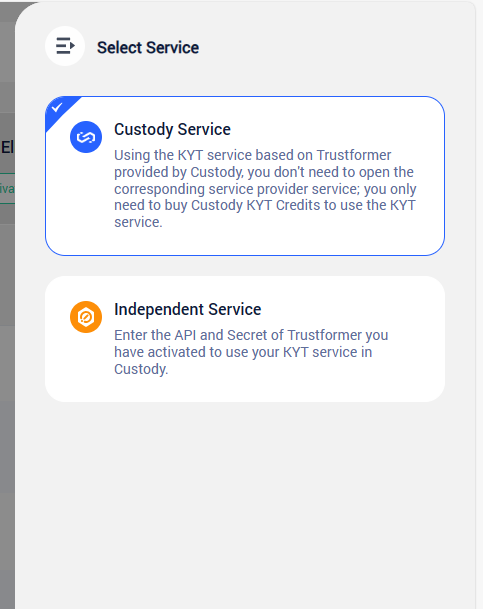 Select Service
Custody Service
Using the KYT service based on Trustformer
provided by Custody, you don't need to open the
corresponding service provider service; you only
need to buy Custody KYT Credits to use the KYT
service.
El
iva
Independent Service
Enter the API and Secret of Trustformer you
have activated to use your KYT service in
Custody.